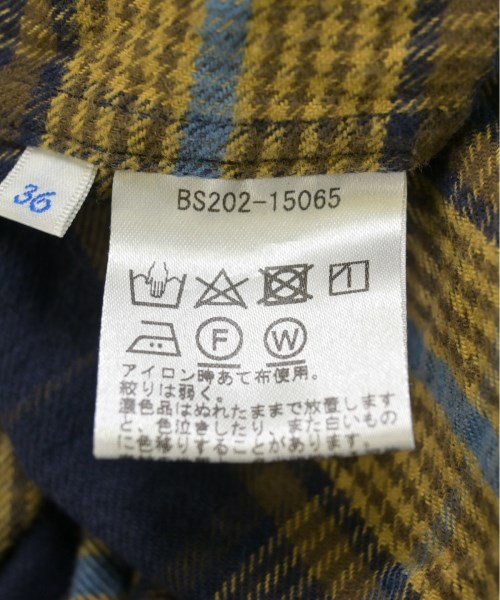 36
BS202-15065
F W
アイロン時あて布使用。
絞りは弱く。
濃色品はぬれたままで放置します
と、色泣きしたり、また白いもの
に色移りすることがあります。